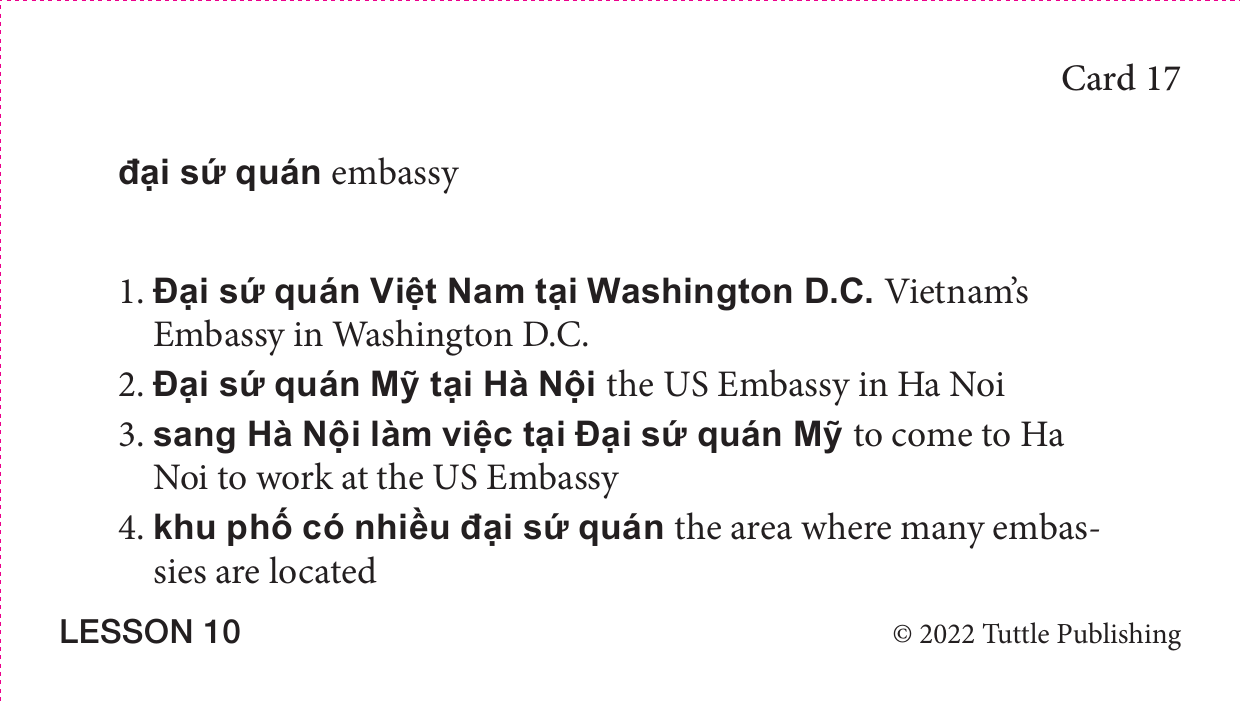 Card 17
đại sứ quán embassy
1. Đại sứ quán Việt Nam tại Washington D.C. Vietnam’s
Embassy in Washington D.C.
2. Đại sứ quán Mỹ tại Hà Nội the US Embassy in Ha Noi
3. sang Hà Nội làm việc tại Đại sứ quán Mỹ to come to Ha
Noi to work at the US Embassy
4. khu phố có nhiều đại sứ quán the area where many embas-
sies are located
LESSON 10
© 2022 Tuttle Publishing